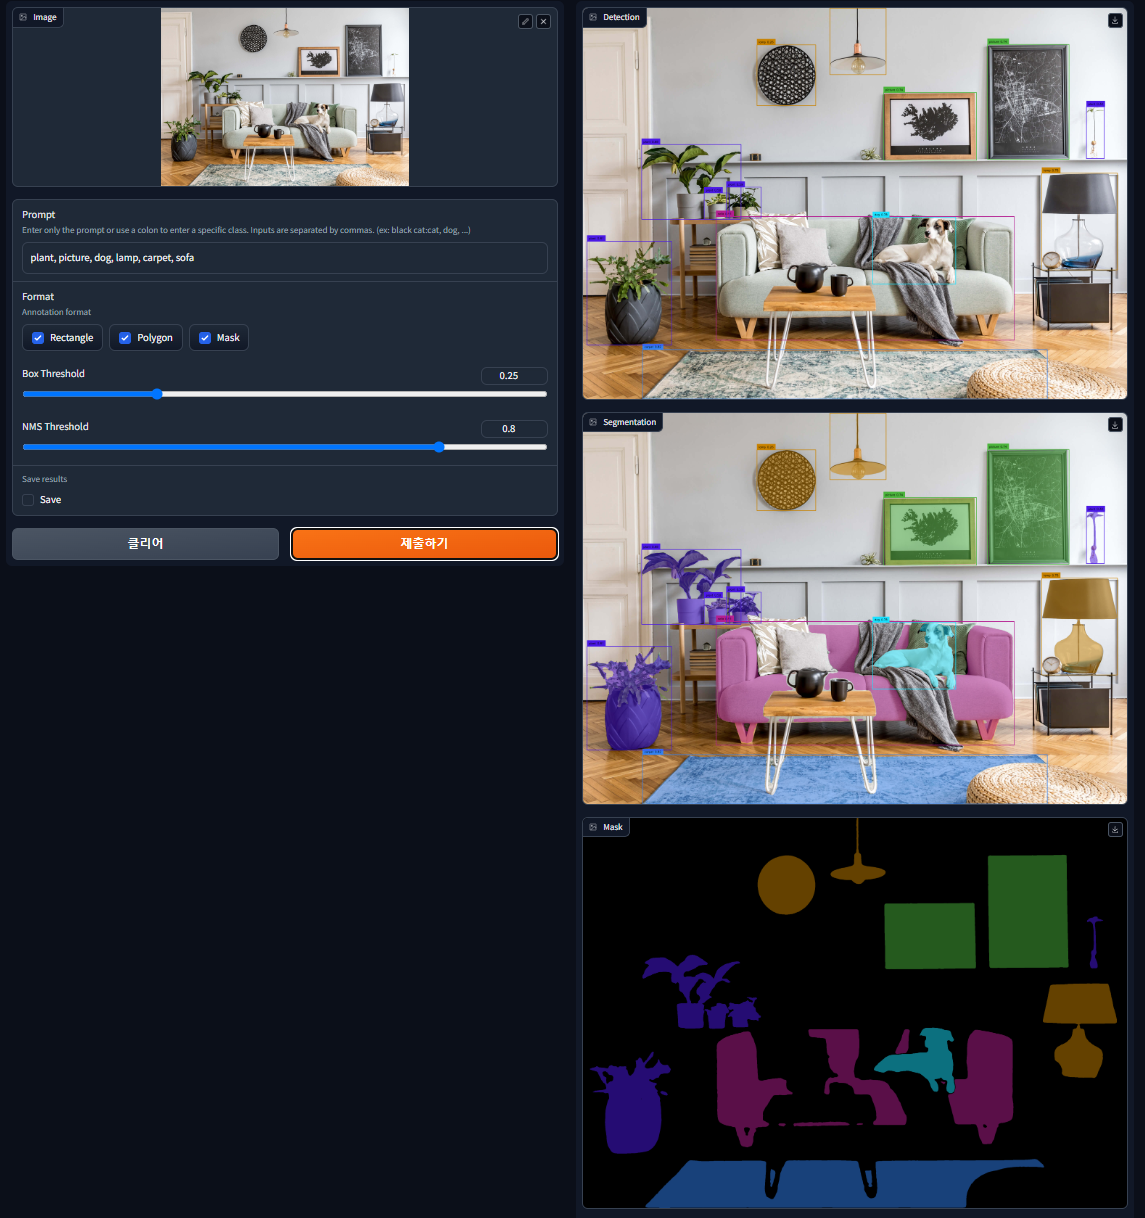 Image
Prompt
Enter only the prompt or use a colon to enter a specific class. Inputs are separated by commas. (ex: black cat:cat, dog, ...)
plant, picture, dog, lamp, carpet, sofa
Format
Annotation format
Rectangle
Polygon
Mask
Box Threshold
0.25
NMS Threshold
0.8
Save results
Save
클리어
제출하기
Detection
Segmentation
Mask